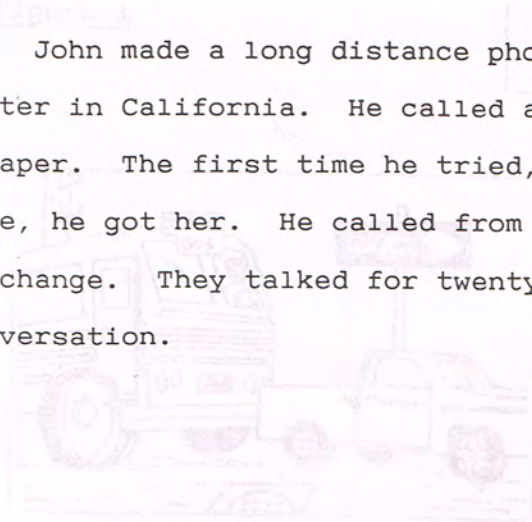 John made a long distance pho
ter in California. He called a
aper. The first time he tried,
e, he got her. He called from
change. They talked for twenty
versation.